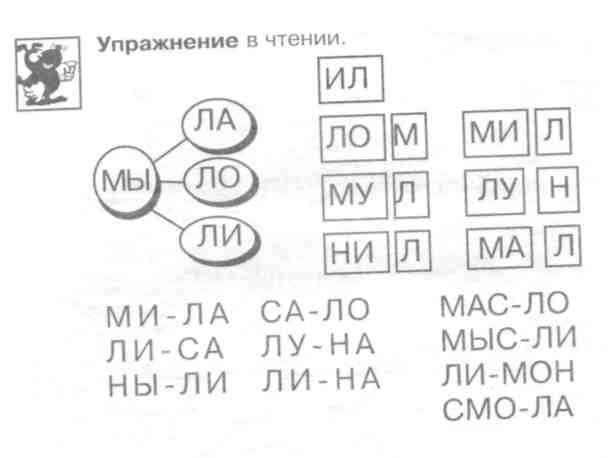 Упражнение в чтении.
ИЛ
ЛА
ЛО М МИ Л
МЫ ЛО МУ Л ЛУ Н
ЛИ НИ Л МА Л
МИ-ЛА СА-ЛО МАС-ЛО
ЛИ-СА ЛУ-НА МЫС-ЛИ
НЫ-ЛИ ЛИ-НА ЛИ-МОН
СМО-ЛА